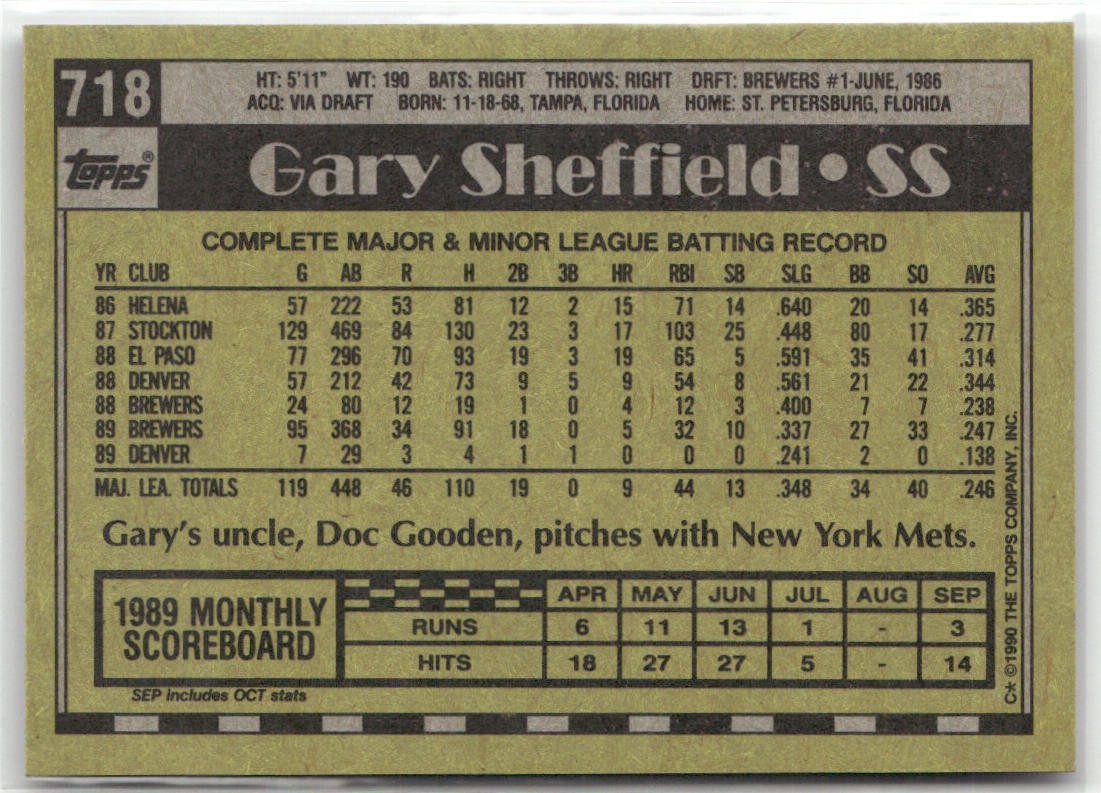 718
HT: 5'11" WT: 190 BATS: RIGHT THROWS: RIGHT DRFT: BREWERS #1-JUNE, 1986
ACQ: VIA DRAFT BORN: 11-18-68, TAMPA, FLORIDA HOME: ST. PETERSBURG, FLORIDA
TOPPS®
Gary Sheffield • SS
COMPLETE MAJOR & MINOR LEAGUE BATTING RECORD
YR CLUB G AB R H 2B 3B HR RBI SB SLG BB SO AVG
86 HELENA 57 222 53 81 12 2 15 71 14 .640 20 14 .365
87 STOCKTON 129 469 84 130 23 3 17 103 25 .448 80 17 .277
88 EL PASO 77 296 70 93 19 3 19 65 5 .591 35 41 .314
88 DENVER 57 212 42 73 9 5 9 54 8 .561 21 22 .344
88 BREWERS 24 80 12 19 1 0 4 12 3 .400 7 7 .238
89 BREWERS 95 368 34 91 18 0 5 32 10 .337 27 33 .247
89 DENVER 7 29 3 4 1 1 0 0 0 .241 2 0 .138
MAJ. LEA. TOTALS 119 448 46 110 19 0 9 44 13 .348 34 40 .246
Gary's uncle, Doc Gooden, pitches with New York Mets.
1989 MONTHLY
SCOREBOARD
APR MAY JUN JUL AUG SEP
RUNS 6 11 13 1 - 3
HITS 18 27 27 5 - 14
SEP includes OCT stats
C* ©1990 THE TOPPS COMPANY, INC.